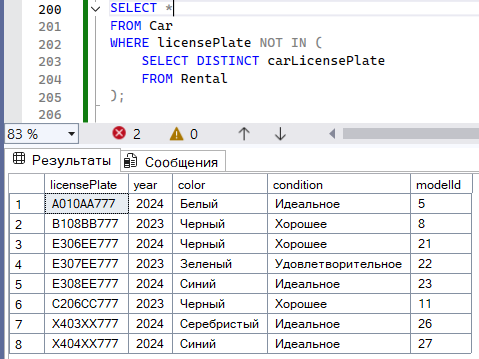 200 SELECT *
201 FROM Car
202 WHERE licensePlate NOT IN (
203 SELECT DISTINCT carLicensePlate
204 FROM Rental
205 );
206
83 % 2 0
Результаты Сообщения
licensePlate year color condition modelId
1 A010AA777 2024 Белый Идеальное 5
2 B108BB777 2023 Черный Хорошее 8
3 E306EE777 2024 Черный Хорошее 21
4 E307EE777 2023 Зеленый Удовлетворительное 22
5 E308EE777 2024 Синий Идеальное 23
6 C206CC777 2023 Черный Хорошее 11
7 X403XX777 2024 Серебристый Идеальное 26
8 X404XX777 2024 Синий Идеальное 27